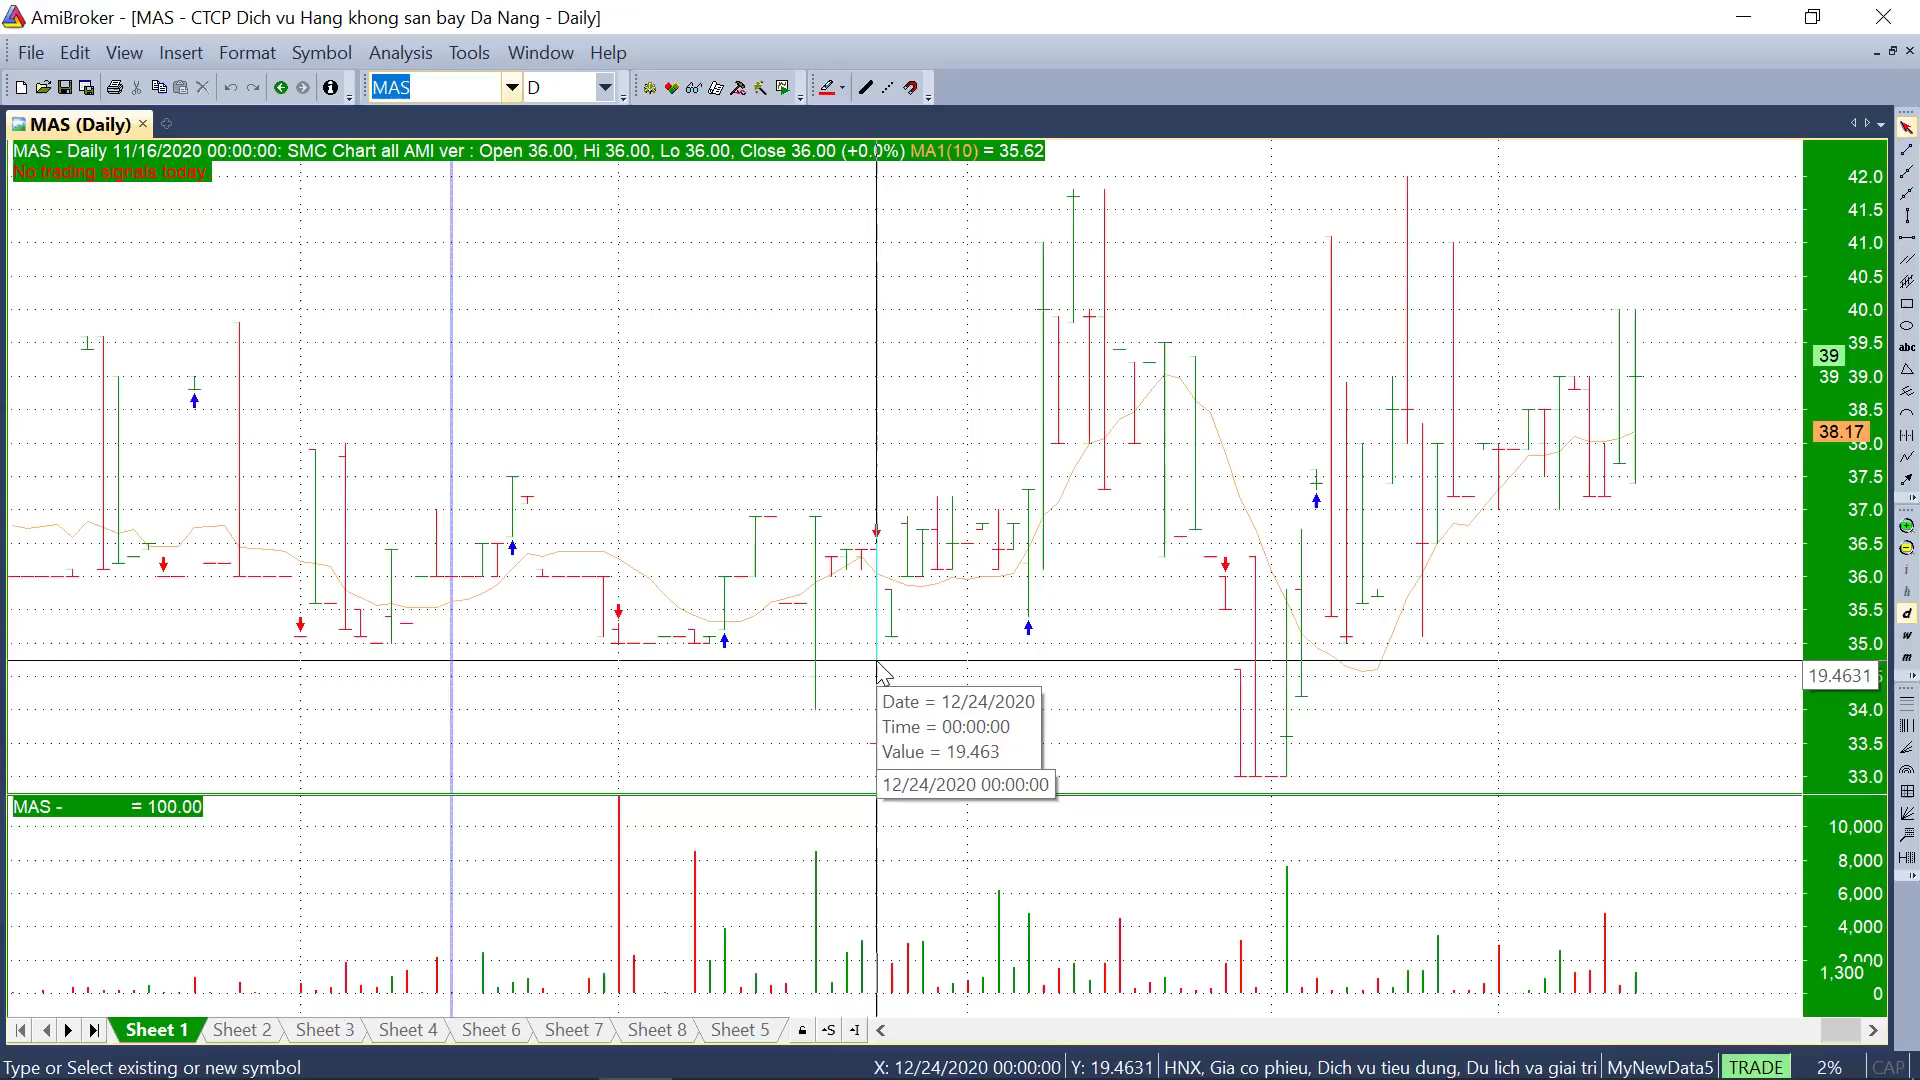 AmiBroker - [MAS - CTCP Dich vu Hang khong san bay Da Nang - Daily]
File Edit View Insert Format Symbol Analysis Tools Window Help
MAS D
MAS (Daily)
MAS - Daily 11/16/2020 00:00:00: SMC Chart all AMI ver : Open 36.00, Hi 36.00, Lo 36.00, Close 36.00 (+0.0%) MA1(10) = 35.62
No trading signals today
42.0
41.5
41.0
40.5
40.0
39.5
39
39 39.0
38.5
38.17
38.0
37.5
37.0
36.5
36.0
35.5
35.0
19.4631
34.0
33.5
33.0
abc
i
h
d
w
m
Date = 12/24/2020
Time = 00:00:00
Value = 19.463
12/24/2020 00:00:00
MAS - = 100.00
10,000
8,000
6,000
4,000
2,000
1,300
0
Sheet 1 Sheet 2 Sheet 3 Sheet 4 Sheet 6 Sheet 7 Sheet 8 Sheet 5
Type or Select existing or new symbol X: 12/24/2020 00:00:00 Y: 19.4631 HNX, Gia co phieu, Dich vu tieu dung, Du lich va giai tri MyNewData5 TRADE 2% CAP